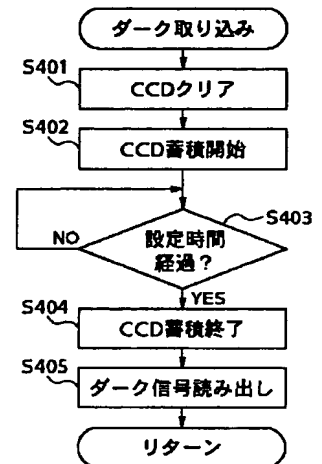 ダーク取り込み
S401
CCDクリア
S402
CCD蓄積開始
S403
設定時間
経過?
NO
YES
S404
CCD蓄積終了
S405
ダーク信号読み出し
リターン